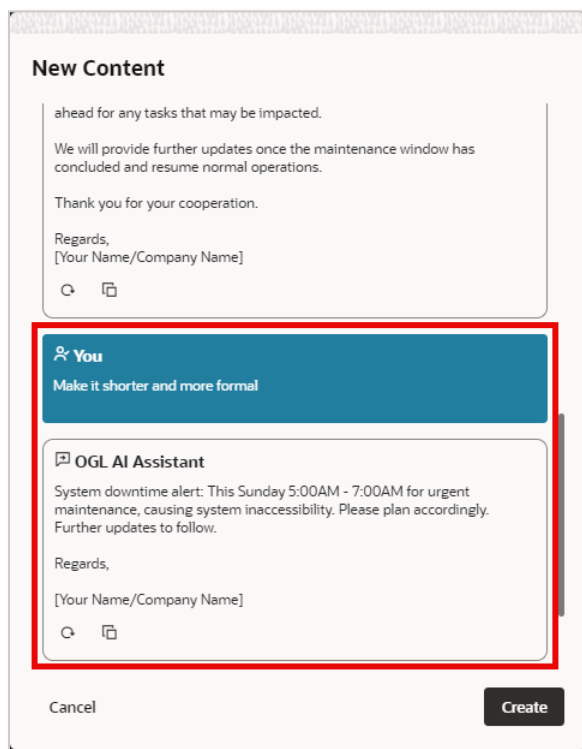 New Content
ahead for any tasks that may be impacted.
We will provide further updates once the maintenance window has
concluded and resume normal operations.
Thank you for your cooperation.
Regards,
[Your Name/Company Name]
You
Make it shorter and more formal
OGL AI Assistant
System downtime alert: This Sunday 5:00AM - 7:00AM for urgent
maintenance, causing system inaccessibility. Please plan accordingly.
Further updates to follow.
Regards,
[Your Name/Company Name]
Cancel
Create